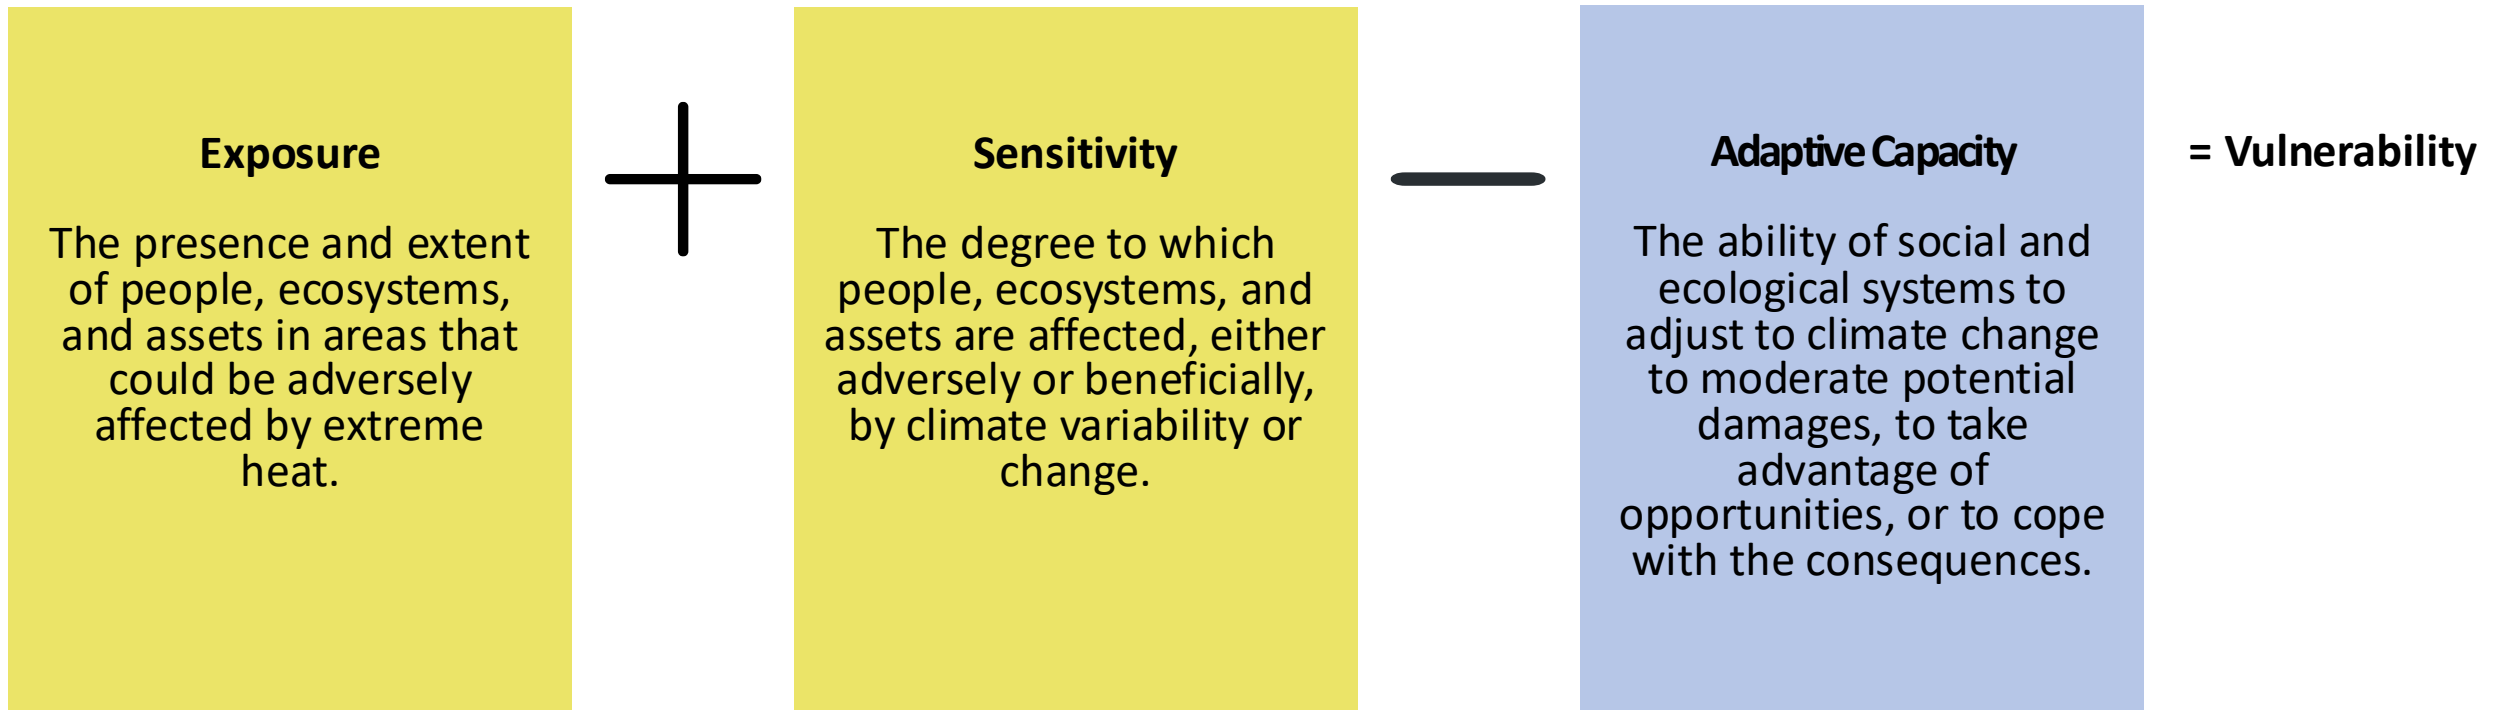 Exposure
The presence and extent
of people, ecosystems,
and assets in areas that
could be adversely
affected by extreme
heat.
Sensitivity
The degree to which
people, ecosystems, and
assets are affected, either
adversely or beneficially,
by climate variability or
change.
Adaptive Capacity
The ability of social and
ecological systems to
adjust to climate change
to moderate potential
damages, to take
advantage of
opportunities, or to cope
with the consequences.
= Vulnerability